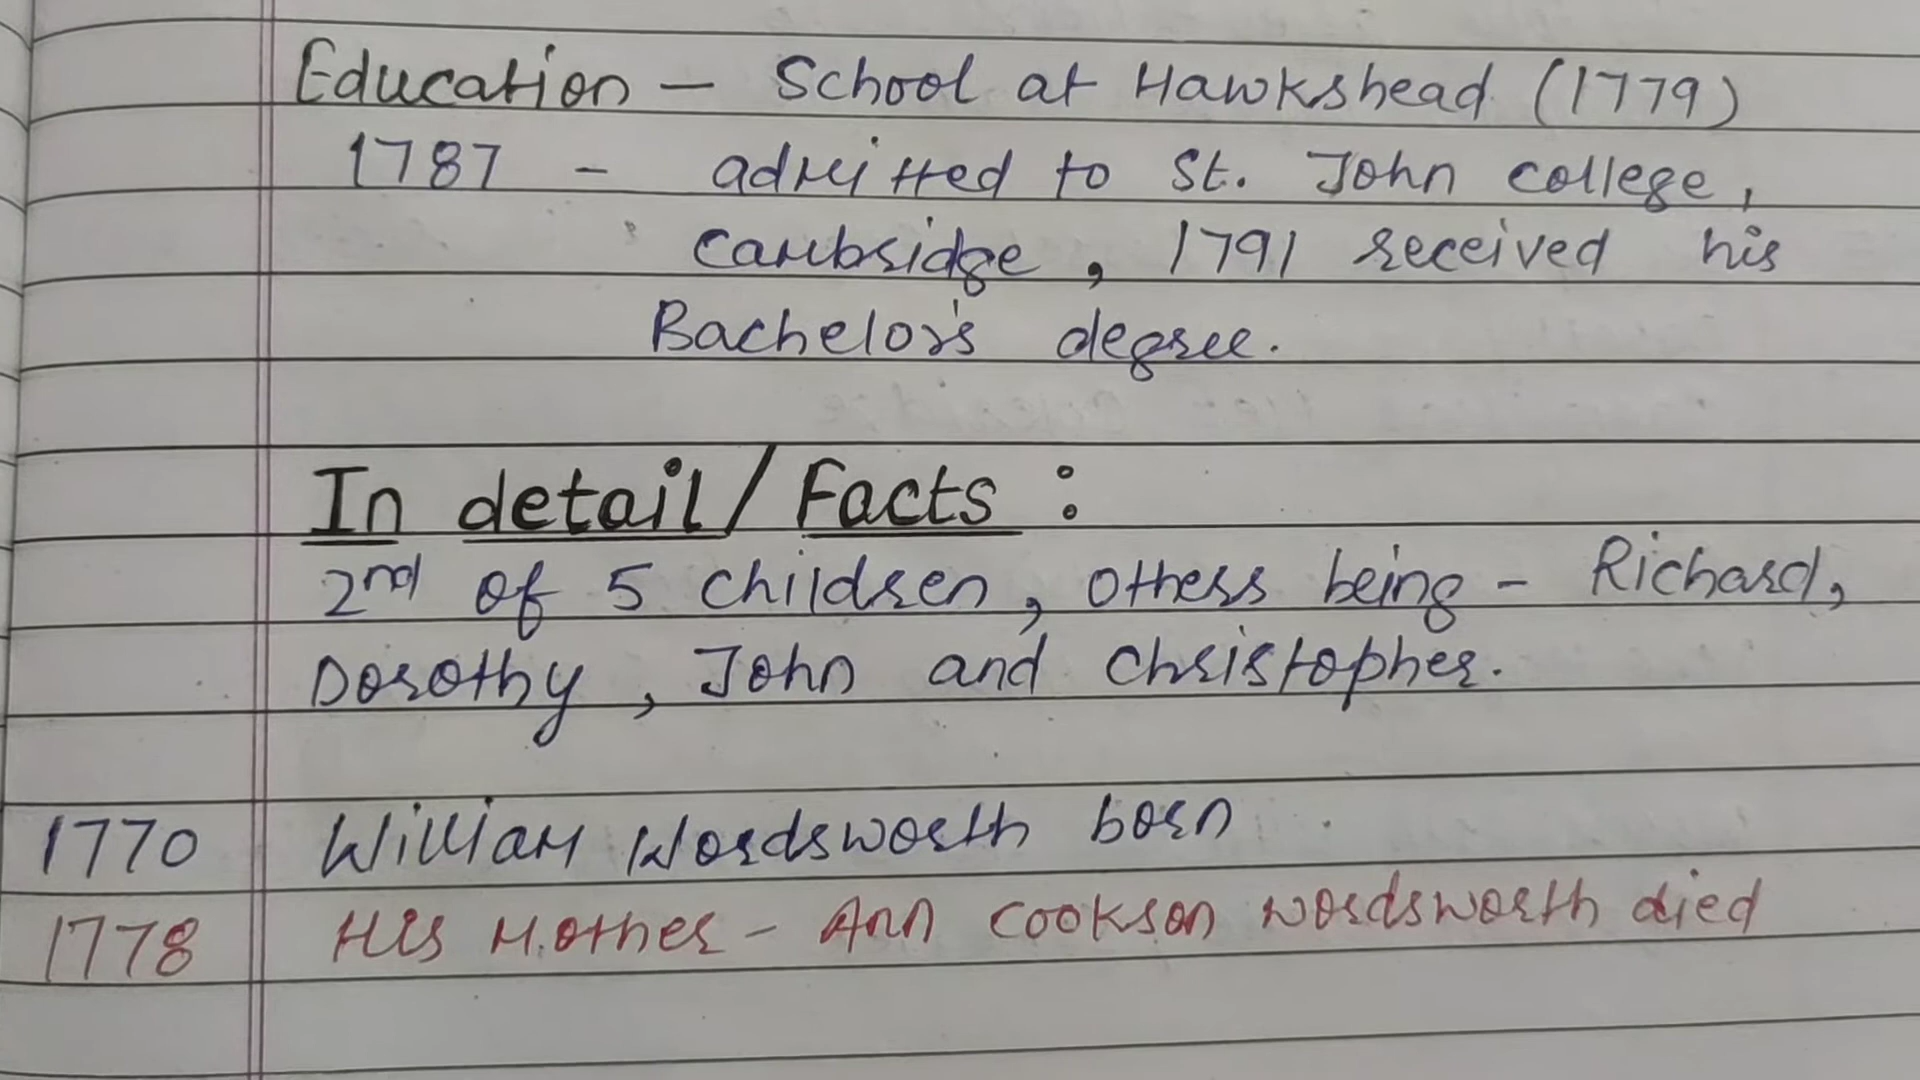 Education — School at Hawkshead (1779)
1787 - admitted to St. John college,
Cambridge, 1791 received his
Bachelor's degree.
In detail/Facts :
2nd of 5 children, others being - Richard,
Dorothy, John and Christopher.
1770 William Wordsworth born
1778 His Mother - Ann Cookson Wordsworth died